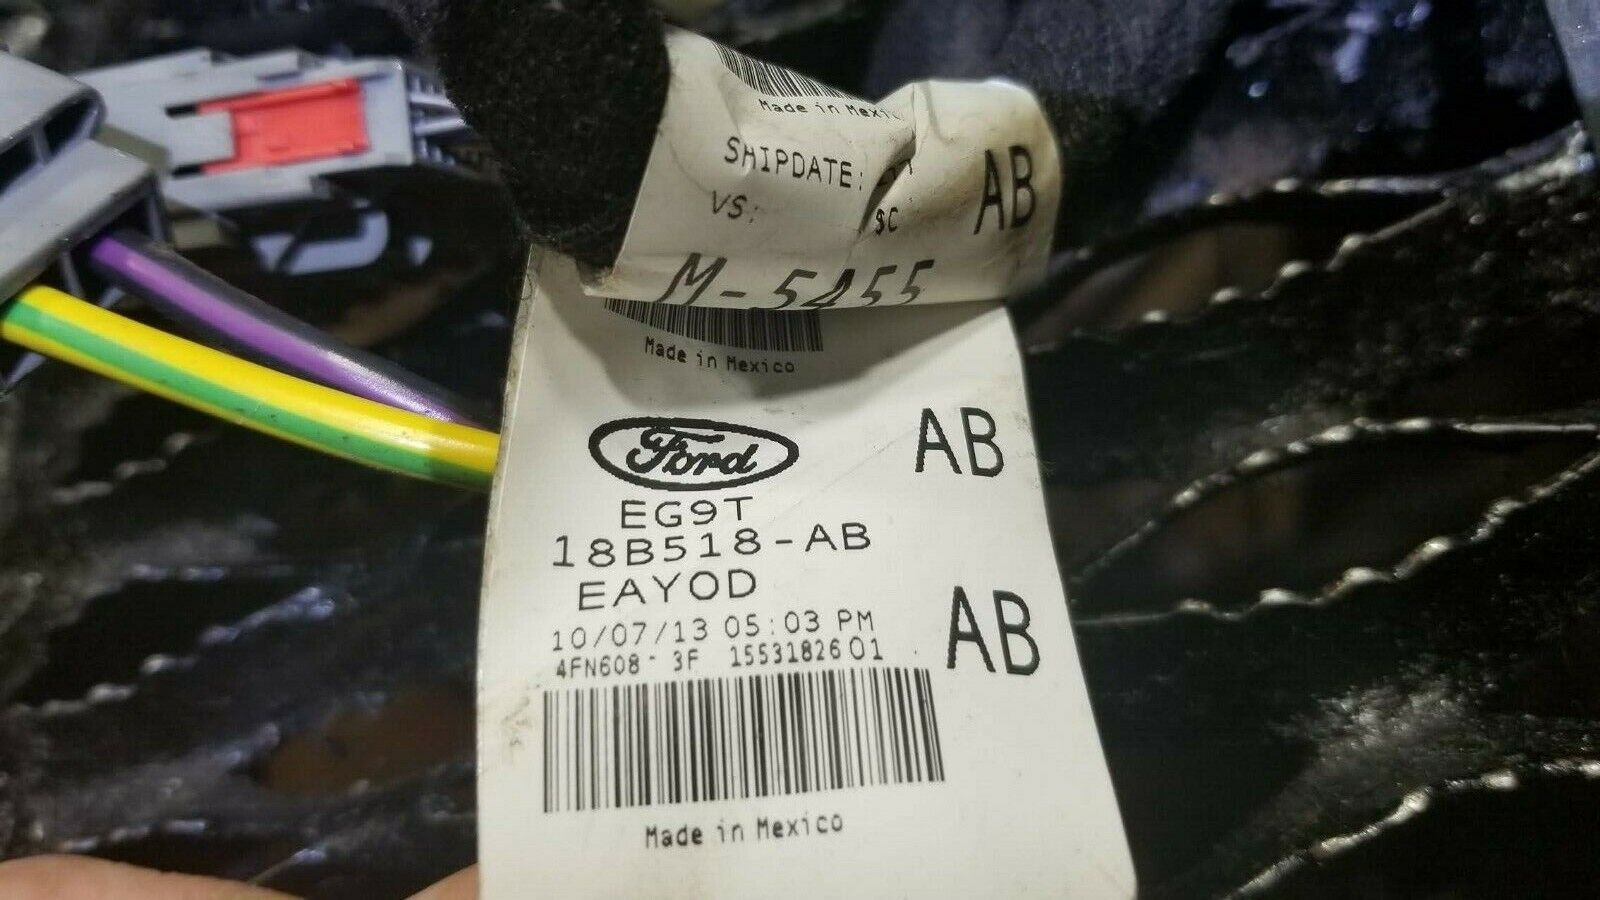 Made in Mexico
SHIPDATE:
VS: SC
AB
M-5455
Made in Mexico
Ford
AB
EG9T
18B518-AB
EAYOD
10/07/13 05:03 PM
4FN608- 3F 1553182601
AB
Made in Mexico